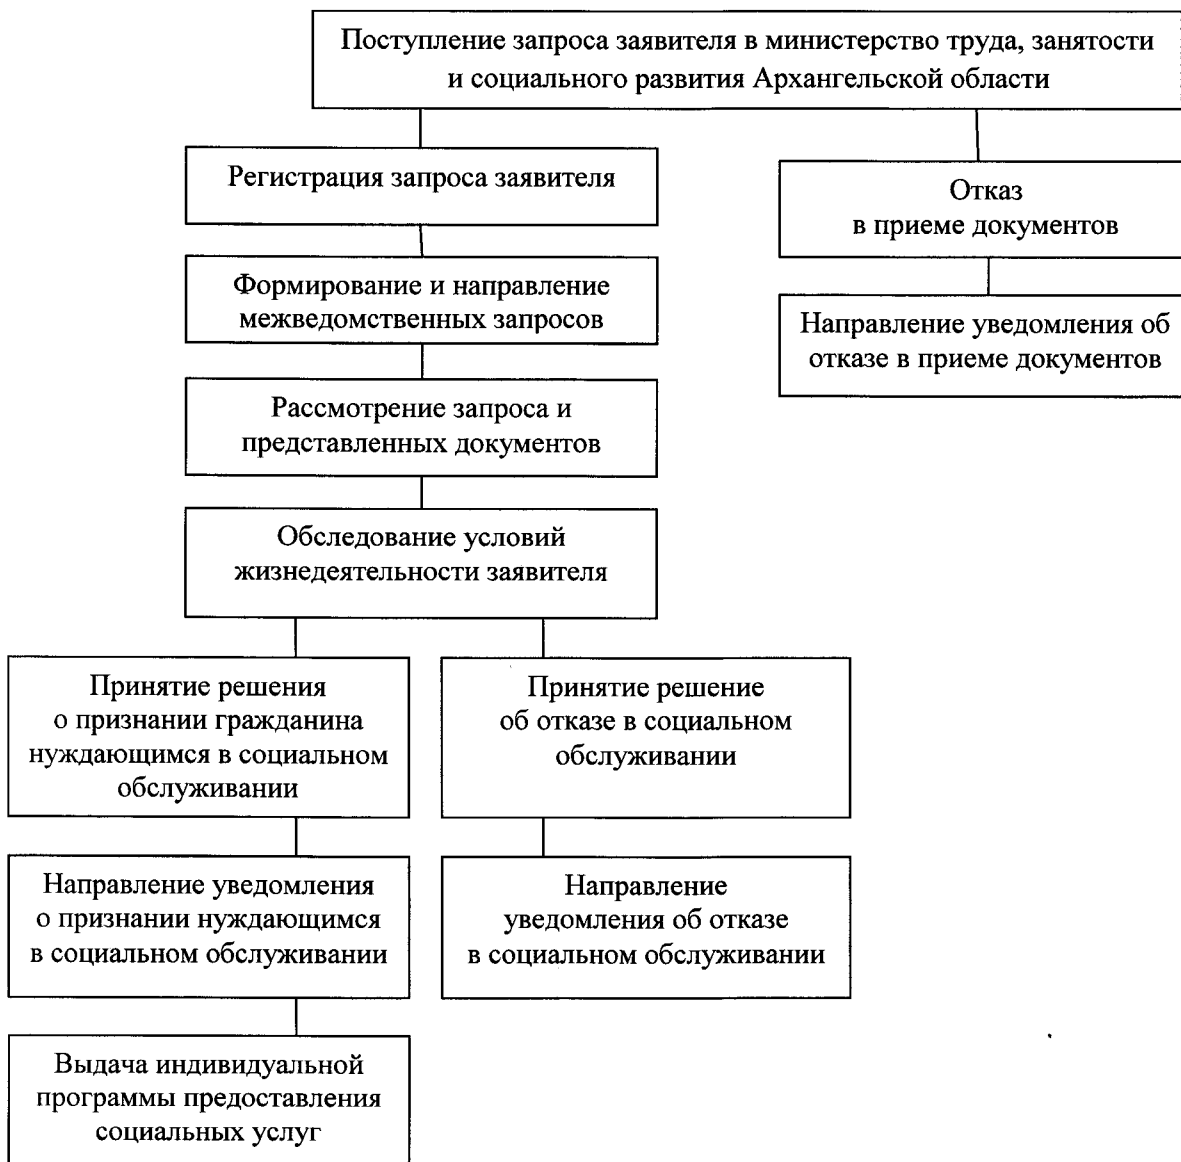 Поступление запроса заявителя в министерство труда, занятости
и социального развития Архангельской области
Регистрация запроса заявителя
Отказ
в приеме документов
Формирование и направление
межведомственных запросов
Направление уведомления об
отказе в приеме документов
Рассмотрение запроса и
представленных документов
Обследование условий
жизнедеятельности заявителя
Принятие решения
о признании гражданина
нуждающимся в социальном
обслуживании
Принятие решение
об отказе в социальном
обслуживании
Направление уведомления
о признании нуждающимся
в социальном обслуживании
Направление
уведомления об отказе
в социальном обслуживании
Выдача индивидуальной
программы предоставления
социальных услуг